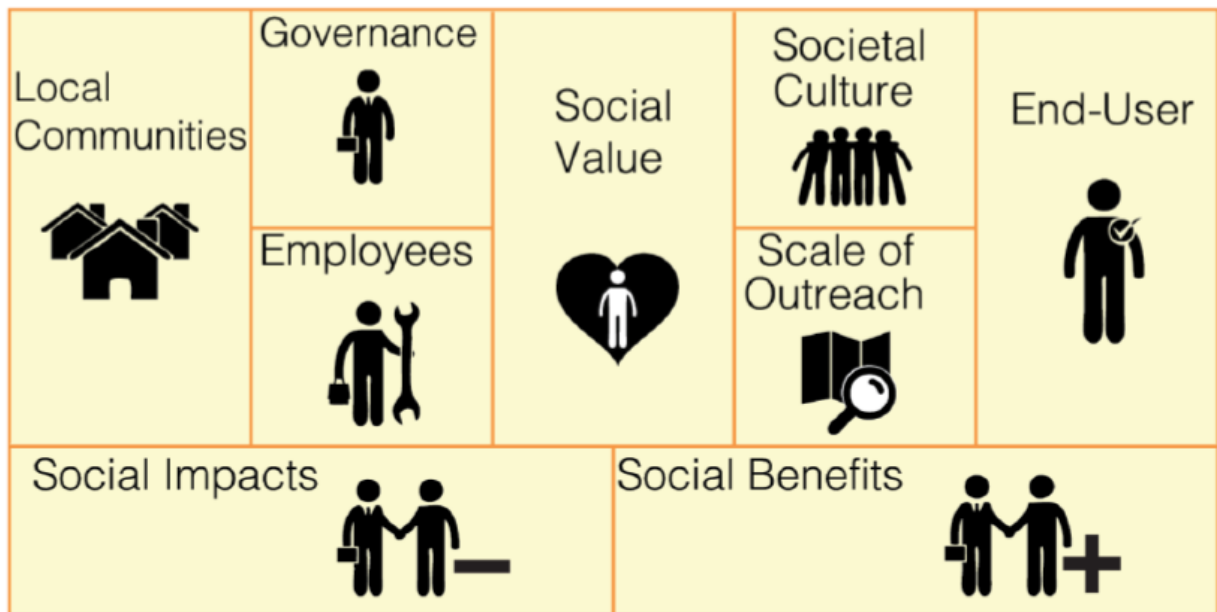 Local
Communities
Governance
Employees
Social
Value
Societal
Culture
Scale of
Outreach
End-User
Social Impacts
Social Benefits